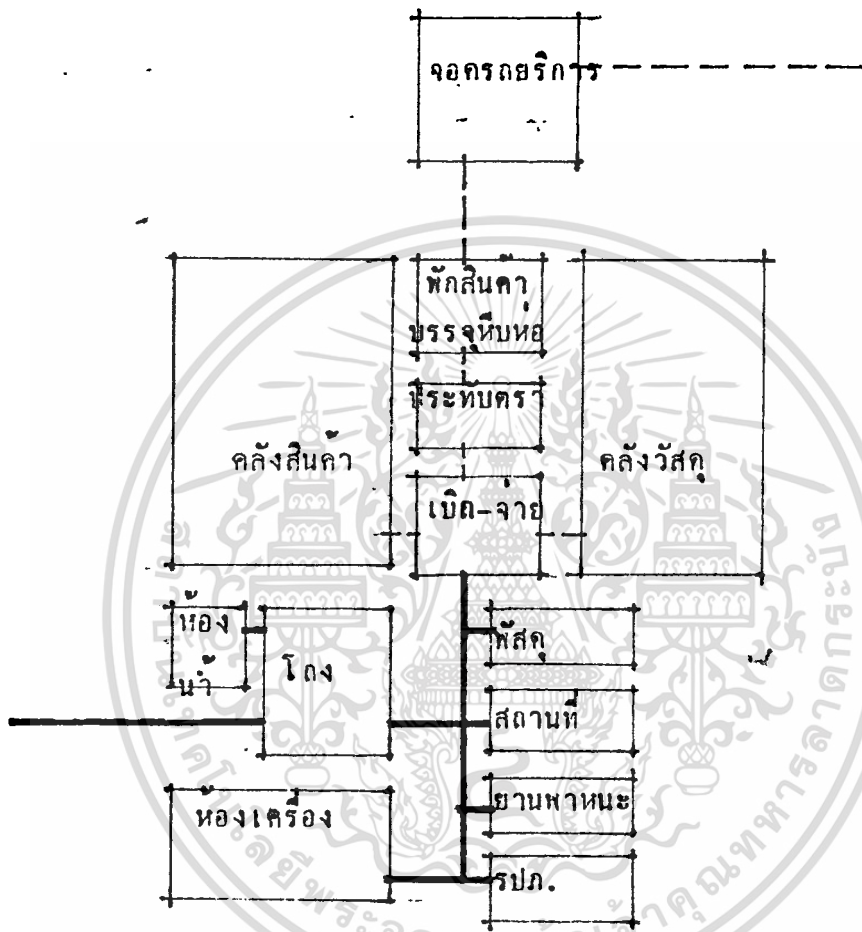 จอดรถบริการ
พักสินค้า
บรรจุหีบห่อ
ประทับตรา
คลังสินค้า
คลังวัสดุ
เบิก-จ่าย
ห้อง
น้ำ
โถง
พัสดุ
สถานที่
ยานพาหนะ
ห้องเครื่อง
รปภ.